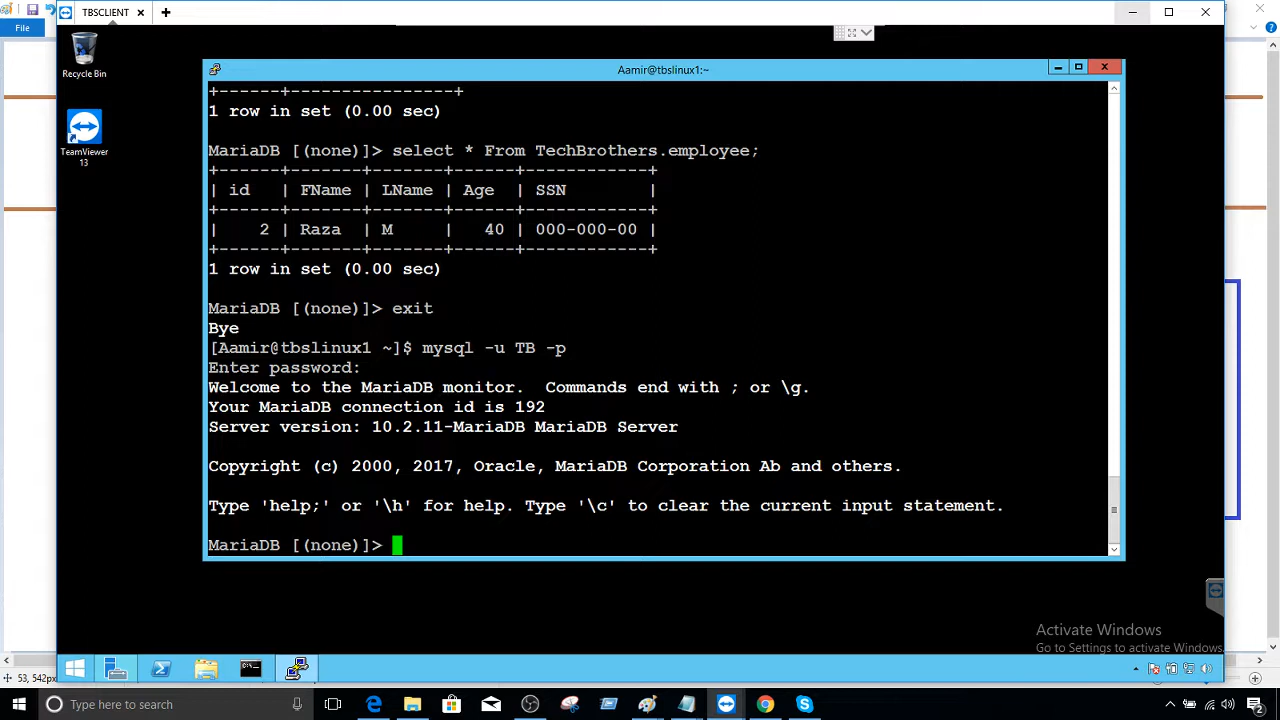 TBSCLIENT
File
Recycle Bin
TeamViewer
13
Aamir@tbslinux1:~
+------+----------------+
1 row in set (0.00 sec)
MariaDB [(none)]> select * From TechBrothers.employee;
+------+-------+-------+------+------------+
| id | FName | LName | Age | SSN |
+------+-------+-------+------+------------+
| 2 | Raza | M | 40 | 000-000-00 |
+------+-------+-------+------+------------+
1 row in set (0.00 sec)
MariaDB [(none)]> exit
Bye
[Aamir@tbslinux1 ~]$ mysql -u TB -p
Enter password:
Welcome to the MariaDB monitor. Commands end with ; or \g.
Your MariaDB connection id is 192
Server version: 10.2.11-MariaDB MariaDB Server
Copyright (c) 2000, 2017, Oracle, MariaDB Corporation Ab and others.
Type 'help;' or '\h' for help. Type '\c' to clear the current input statement.
MariaDB [(none)]>
Activate Windows
Go to Settings to activate Windows.
53, 542px
Type here to search
2